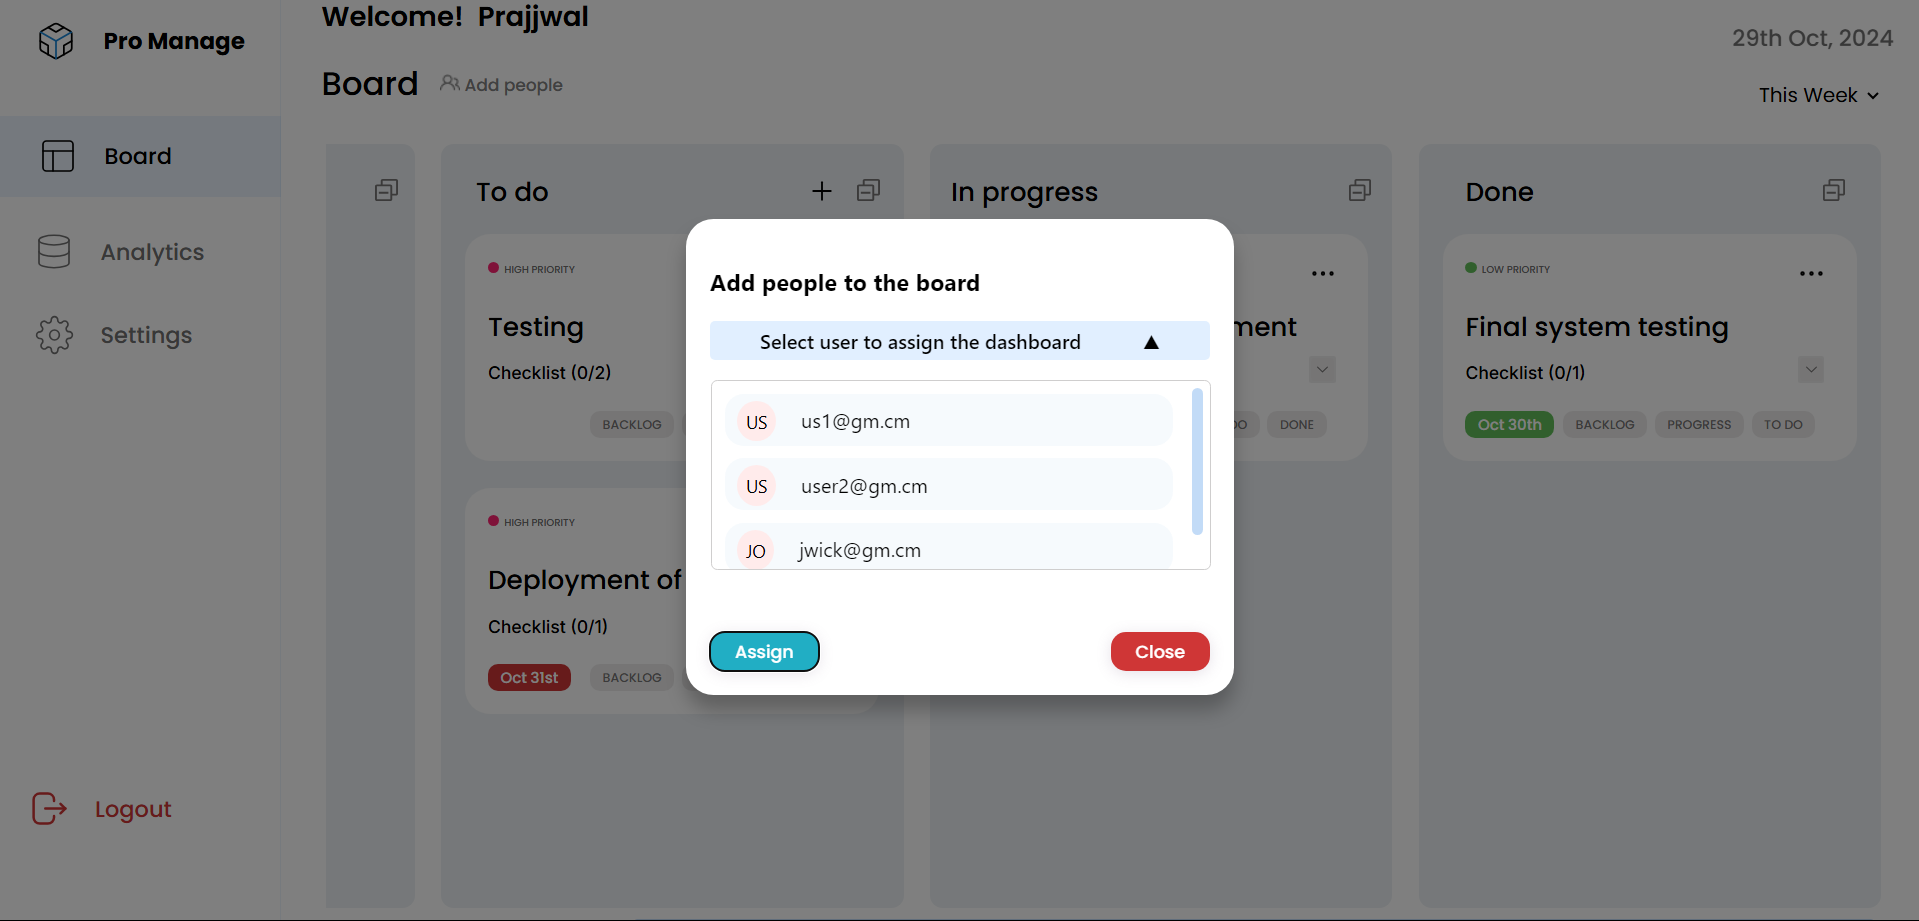 Pro Manage
Board
Analytics
Settings
Logout
Welcome! Prajjwal
29th Oct, 2024
Board
Add people
This Week
To do
HIGH PRIORITY
Testing
Checklist (0/2)
BACKLOG
HIGH PRIORITY
Deployment of
Checklist (0/1)
Oct 31st
BACKLOG
In progress
DONE
Done
LOW PRIORITY
Final system testing
Checklist (0/1)
Oct 30th BACKLOG PROGRESS TO DO
Add people to the board
Select user to assign the dashboard ▲
US us1@gm.cm
US user2@gm.cm
JO jwick@gm.cm
Assign
Close